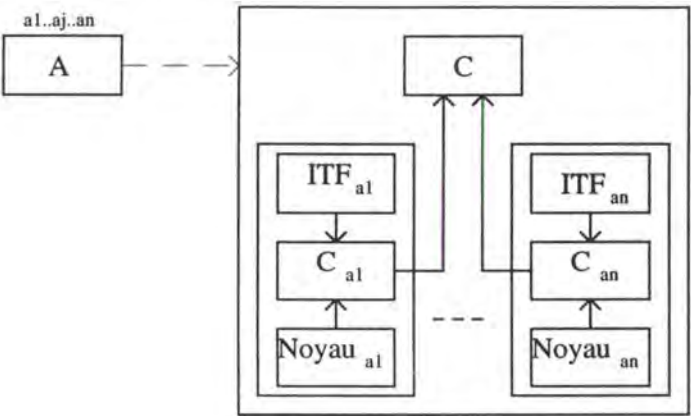 a1..aj..an
A
C
ITF a1
ITF an
C a1
C an
Noyau a1
Noyau an